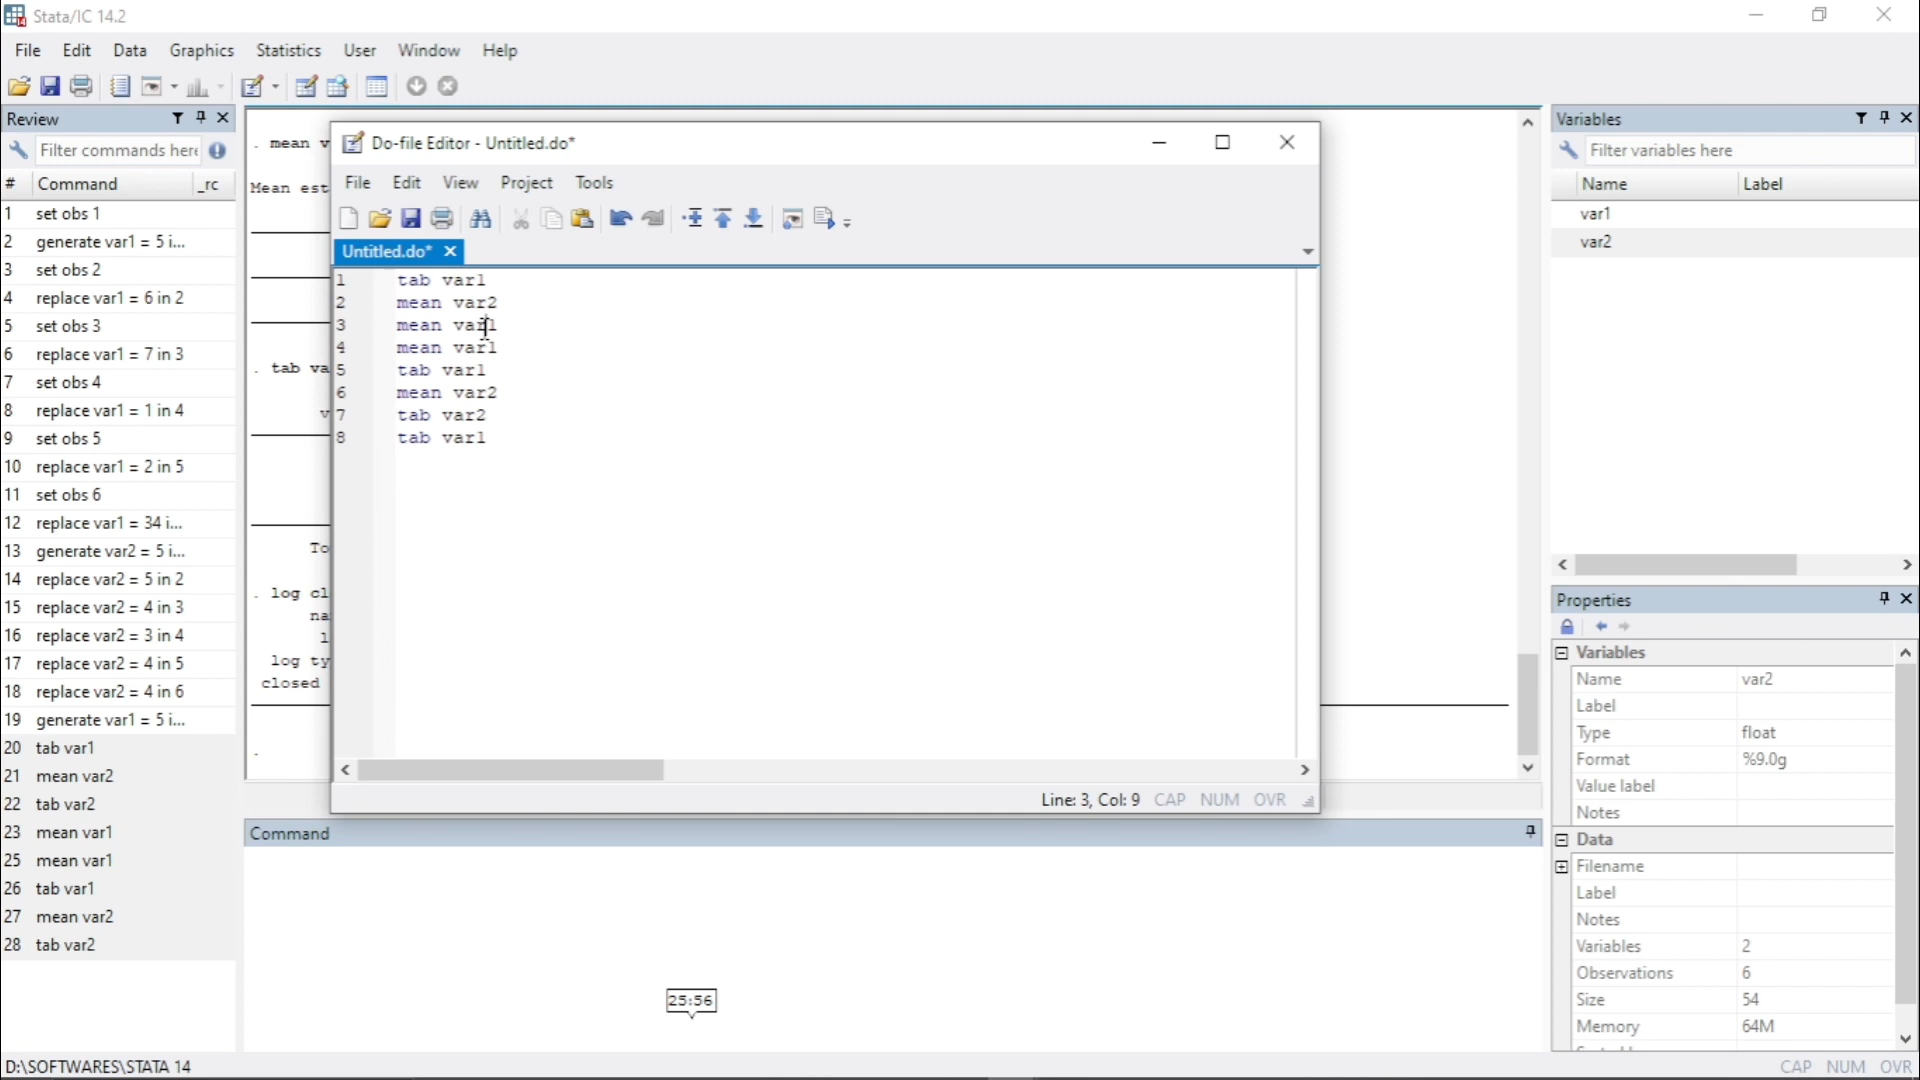 Stata/IC 14.2
File Edit Data Graphics Statistics User Window Help
Review
Filter commands here
# Command _rc
1 set obs 1
2 generate var1 = 5 i...
3 set obs 2
4 replace var1 = 6 in 2
5 set obs 3
6 replace var1 = 7 in 3
7 set obs 4
8 replace var1 = 1 in 4
9 set obs 5
10 replace var1 = 2 in 5
11 set obs 6
12 replace var1 = 34 i...
13 generate var2 = 5 i...
14 replace var2 = 5 in 2
15 replace var2 = 4 in 3
16 replace var2 = 3 in 4
17 replace var2 = 4 in 5
18 replace var2 = 4 in 6
19 generate var1 = 5 i...
20 tab var1
21 mean var2
22 tab var2
23 mean var1
25 mean var1
26 tab var1
27 mean var2
28 tab var2
. mean v
Mean est
. tab va
v
To
. log cl
na
l
log ty
closed
.
Do-file Editor - Untitled.do*
File Edit View Project Tools
Untitled.do*
1 tab var1
2 mean var2
3 mean var1
4 mean var1
5 tab var1
6 mean var2
7 tab var2
8 tab var1
Line: 3, Col: 9 CAP NUM OVR
Command
25:56
Variables
Filter variables here
Name Label
var1
var2
Properties
Variables
Name var2
Label
Type float
Format %9.0g
Value label
Notes
Data
Filename
Label
Notes
Variables 2
Observations 6
Size 54
Memory 64M
D:\SOFTWARES\STATA 14
CAP NUM OVR